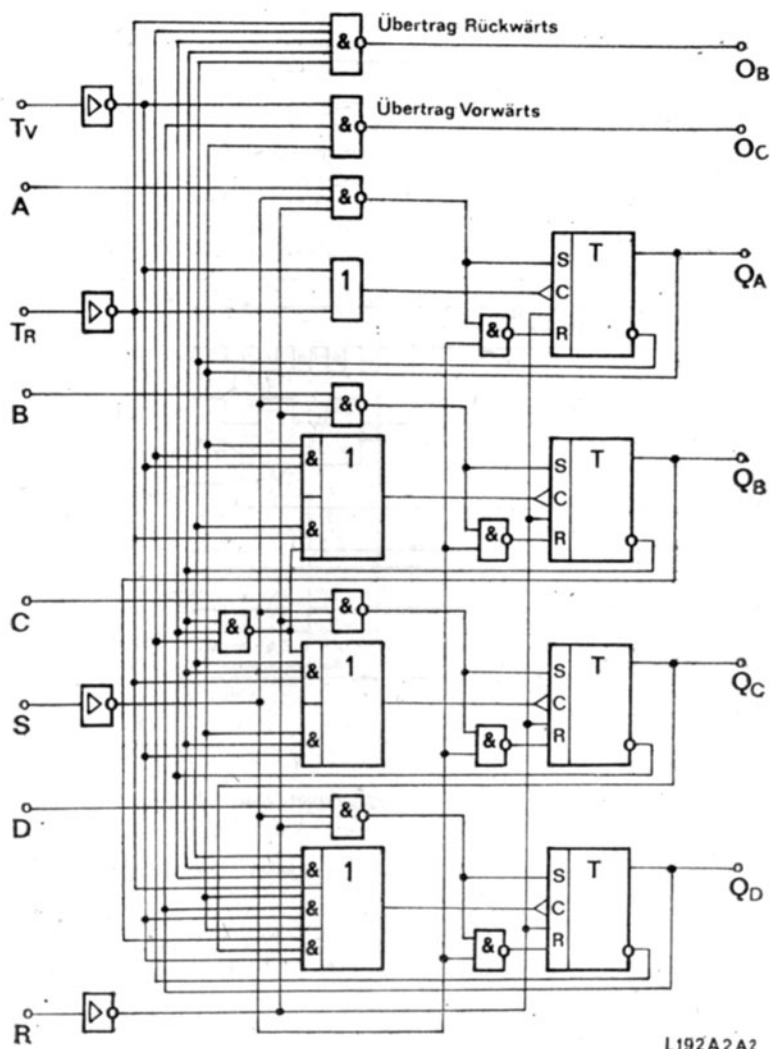 & Übertrag Rückwärts
O_B
T_V & Übertrag Vorwärts
O_C
A &
S T
Q_A
1 C
T_R
& R
B &
& 1 S T
Q_B
C
& & R
C &
&
& 1 S T
Q_C
C
S
& & R
D &
& 1 S T
Q_D
& C
& & R
R
L192A2A2